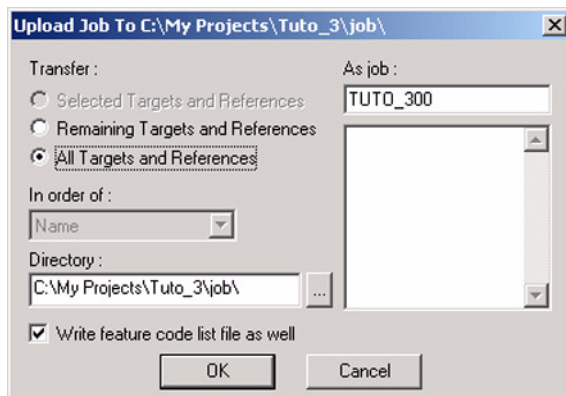 Upload Job To C:\My Projects\Tuto_3\job\
Transfer :
Selected Targets and References
Remaining Targets and References
All Targets and References
In order of :
Name
Directory :
C:\My Projects\Tuto_3\job\
...
Write feature code list file as well
As job :
TUTO_300
OK
Cancel